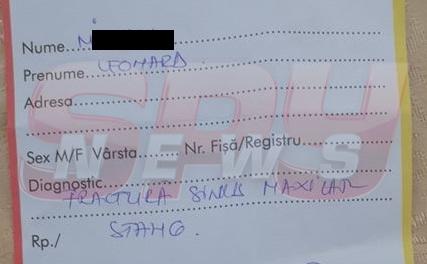 Nume... N
Prenume... LEONARD
Adresa...
SPY
NEWS
Sex M/F Vârsta...... Nr. Fișă/Registru......
Diagnostic...
FRACTURA SINUS MAXILAR
Rp./ STANG.